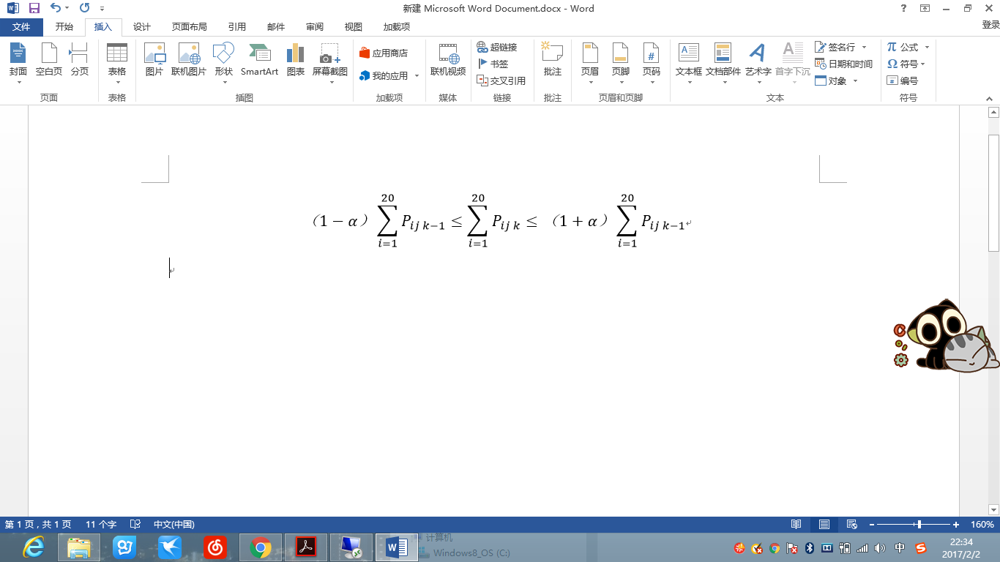 新建 Microsoft Word Document.docx - Word
?
文件 开始 插入 设计 页面布局 引用 邮件 审阅 视图 加载项 登录
封面 空白页 分页 表格 图片 联机图片 形状 SmartArt 图表 屏幕截图 应用商店 我的应用 联机视频 超链接 书签 交叉引用 批注 页眉 页脚 页码 文本框 文档部件 艺术字 首字下沉 签名行 日期和时间 对象 π 公式 Ω 符号 编号
页面 表格 插图 加载项 媒体 链接 批注 页眉和页脚 文本 符号
（1 − α）∑_{i=1}^{20} P_{ij k−1} ≤ ∑_{i=1}^{20} P_{ij k} ≤ （1 + α）∑_{i=1}^{20} P_{ij k−1}
第 1 页，共 1 页 11 个字 中文(中国) 160%
计算机
Windows8_OS (C:)
中
22:34
2017/2/2